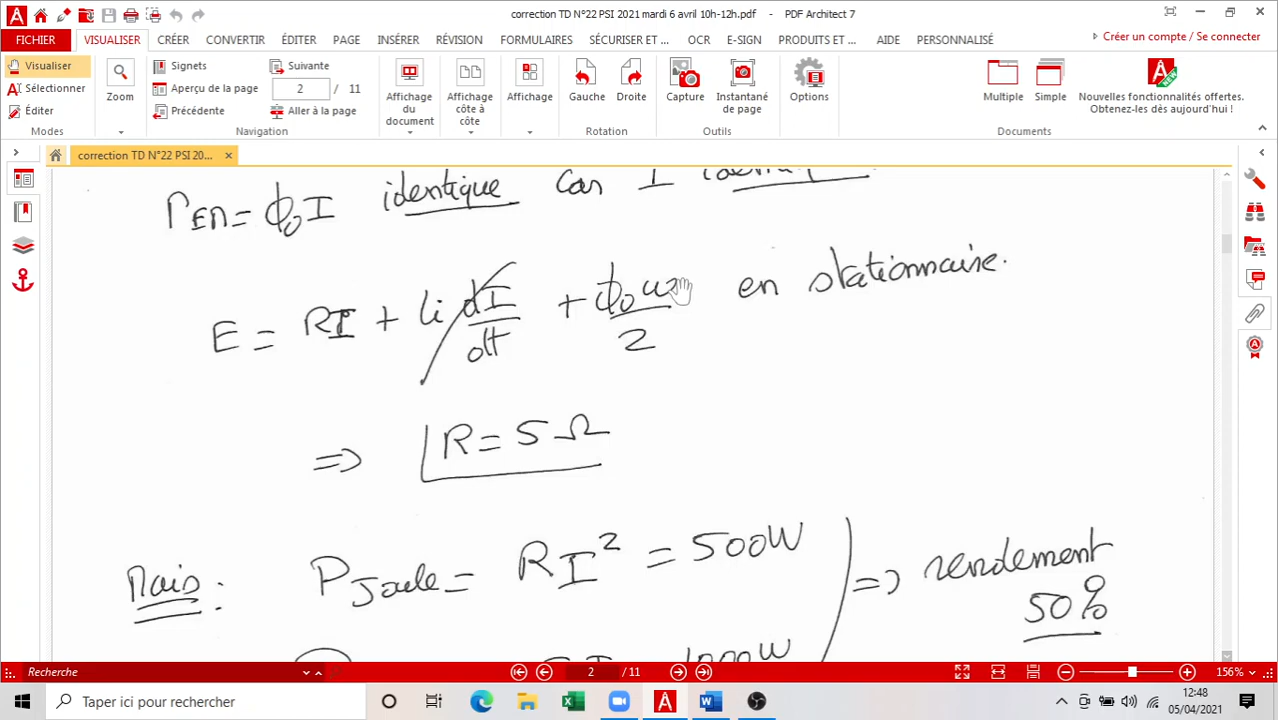 correction TD N°22 PSI 2021 mardi 6 avril 10h-12h.pdf - PDF Architect 7
FICHIER VISUALISER CRÉER CONVERTIR ÉDITER PAGE INSÉRER RÉVISION FORMULAIRES SÉCURISER ET ... OCR E-SIGN PRODUITS ET ... AIDE PERSONNALISÉ
Créer un compte / Se connecter
Visualiser
Sélectionner
Éditer
Modes
Zoom
Signets
Aperçu de la page
Précédente
Suivante
2 / 11
Aller à la page
Navigation
Affichage du document
Affichage côte à côte
Affichage
Gauche
Droite
Rotation
Capture
Instantané de page
Outils
Options
Multiple
Simple
Documents
Nouvelles fonctionnalités offertes.
Obtenez-les dès aujourd'hui !
correction TD N°22 PSI 20...
P_EM = ϕ₀I identique car I
E = RI + Li dI/dt + ϕ₀ω/2 en stationnaire.
=> R = 5 Ω
Mais : P_Joule = RI² = 500W => rendement
50%
1000W
Recherche
2 / 11
156%
Taper ici pour rechercher
12:48
05/04/2021